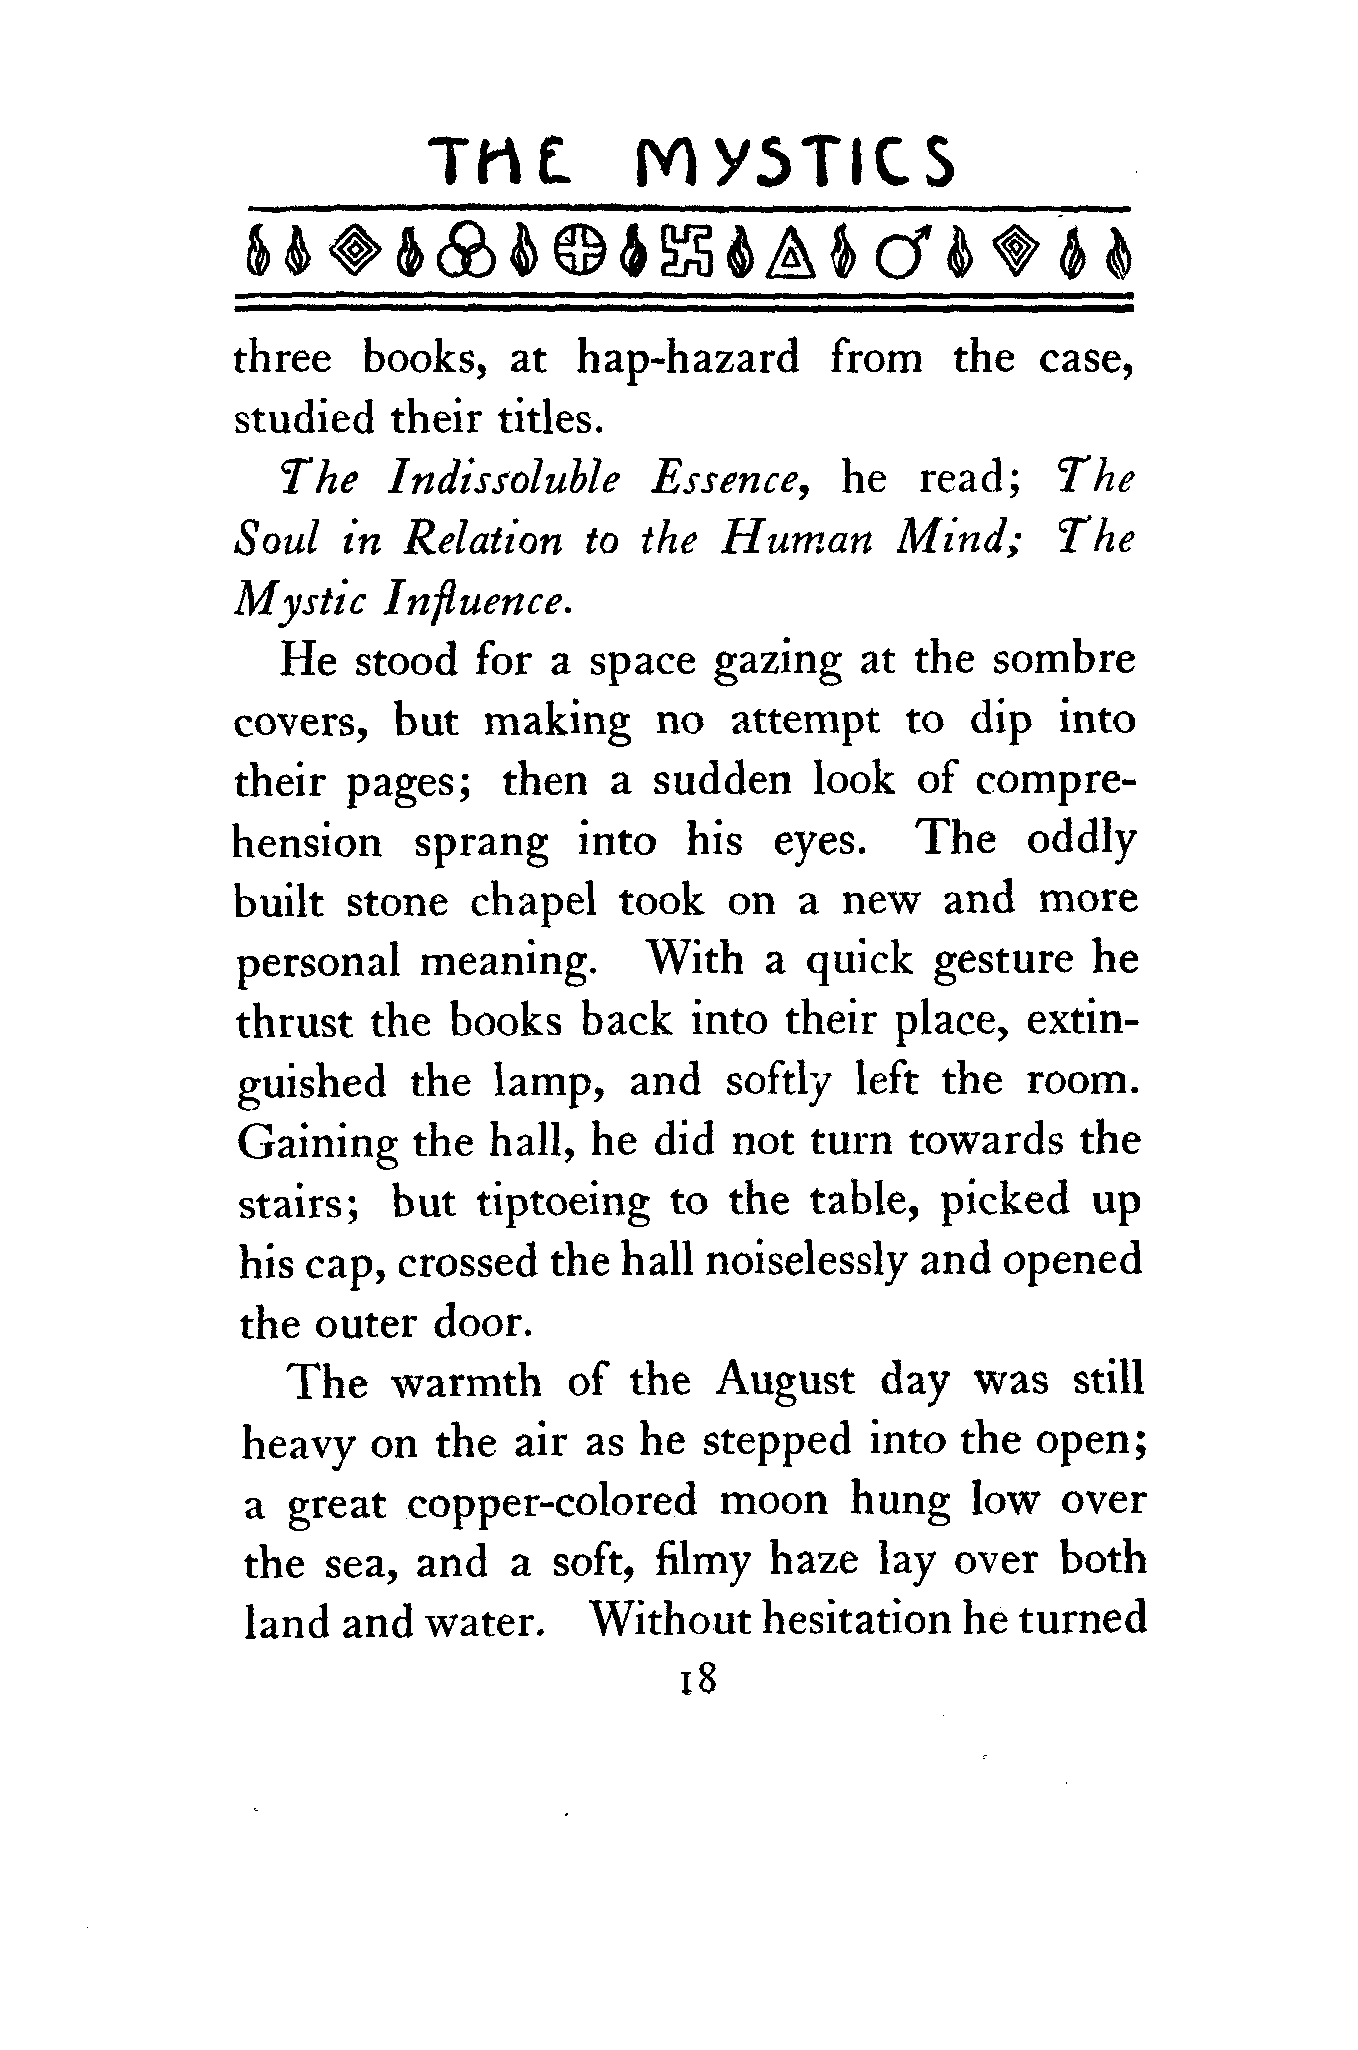 THE MYSTICS
three books, at hap-hazard from the case,
studied their titles.
The Indissoluble Essence, he read; The
Soul in Relation to the Human Mind; The
Mystic Influence.
He stood for a space gazing at the sombre
covers, but making no attempt to dip into
their pages; then a sudden look of compre-
hension sprang into his eyes. The oddly
built stone chapel took on a new and more
personal meaning. With a quick gesture he
thrust the books back into their place, extin-
guished the lamp, and softly left the room.
Gaining the hall, he did not turn towards the
stairs; but tiptoeing to the table, picked up
his cap, crossed the hall noiselessly and opened
the outer door.
The warmth of the August day was still
heavy on the air as he stepped into the open;
a great copper-colored moon hung low over
the sea, and a soft, filmy haze lay over both
land and water. Without hesitation he turned
18